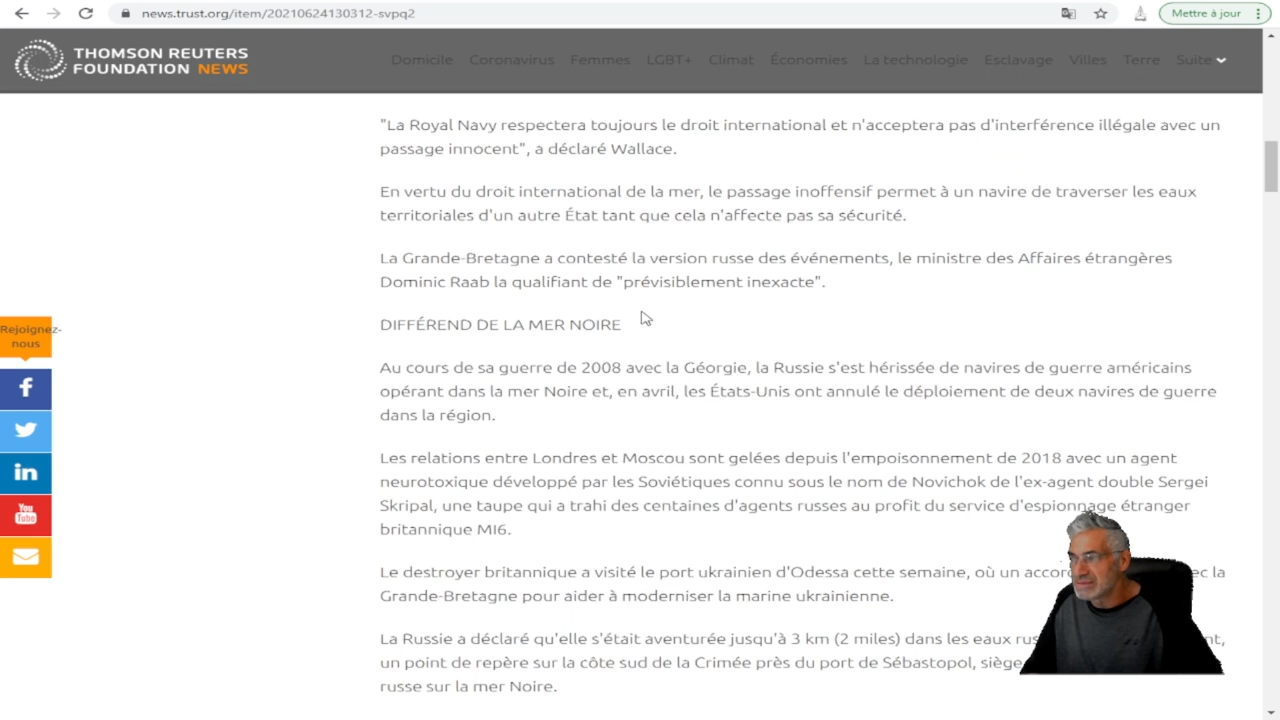 news.trust.org/item/20210624130312-svpq2
Mettre à jour
THOMSON REUTERS
FOUNDATION NEWS
Domicile Coronavirus Femmes LGBT+ Climat Économies La technologie Esclavage Villes Terre Suite
"La Royal Navy respectera toujours le droit international et n'acceptera pas d'interférence illégale avec un
passage innocent", a déclaré Wallace.
En vertu du droit international de la mer, le passage inoffensif permet à un navire de traverser les eaux
territoriales d'un autre État tant que cela n'affecte pas sa sécurité.
La Grande-Bretagne a contesté la version russe des événements, le ministre des Affaires étrangères
Dominic Raab la qualifiant de "prévisiblement inexacte".
DIFFÉREND DE LA MER NOIRE
Rejoignez-
nous
Au cours de sa guerre de 2008 avec la Géorgie, la Russie s'est hérissée de navires de guerre américains
opérant dans la mer Noire et, en avril, les États-Unis ont annulé le déploiement de deux navires de guerre
dans la région.
Les relations entre Londres et Moscou sont gelées depuis l'empoisonnement de 2018 avec un agent
neurotoxique développé par les Soviétiques connu sous le nom de Novichok de l'ex-agent double Sergei
Skripal, une taupe qui a trahi des centaines d'agents russes au profit du service d'espionnage étranger
britannique MI6.
Le destroyer britannique a visité le port ukrainien d'Odessa cette semaine, où un la
Grande-Bretagne pour aider à moderniser la marine ukrainienne.
La Russie a déclaré qu'elle s'était aventurée jusqu'à 3 km (2 miles) dans les eaux
un point de repère sur la côte sud de la Crimée près du port de Sébastopol,
russe sur la mer Noire.
You
Tube